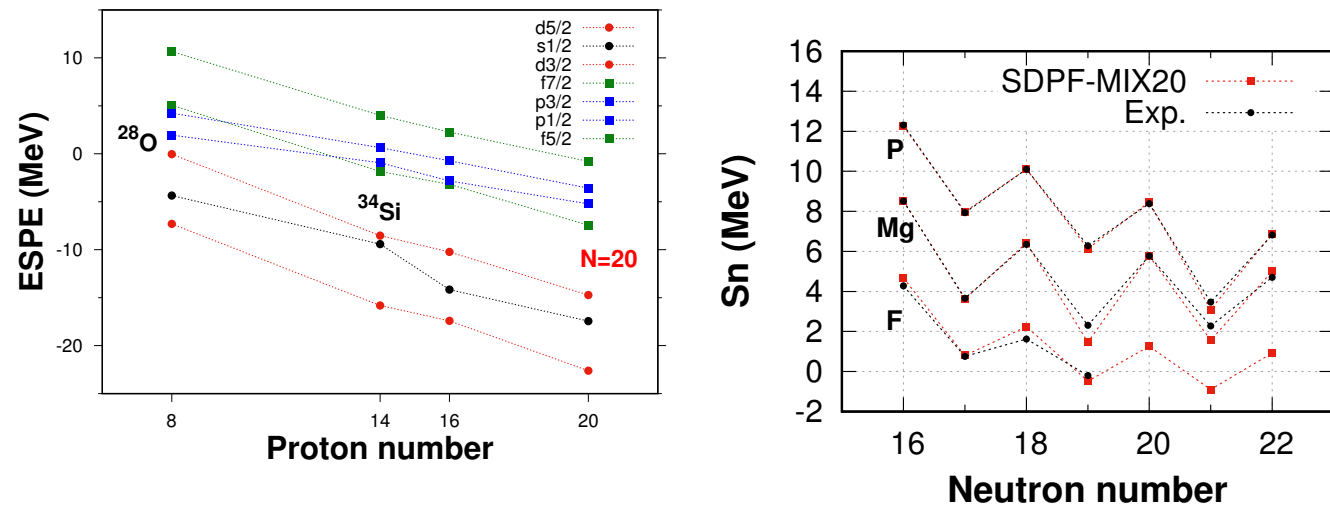 ESPE (MeV)
10
0
-10
-20
d5/2
s1/2
d3/2
f7/2
p3/2
p1/2
f5/2
²⁸O
³⁴Si
N=20
8
14
16
20
Proton number
Sn (MeV)
16
14
12
10
8
6
4
2
0
-2
SDPF-MIX20
Exp.
P
Mg
F
16
18
20
22
Neutron number